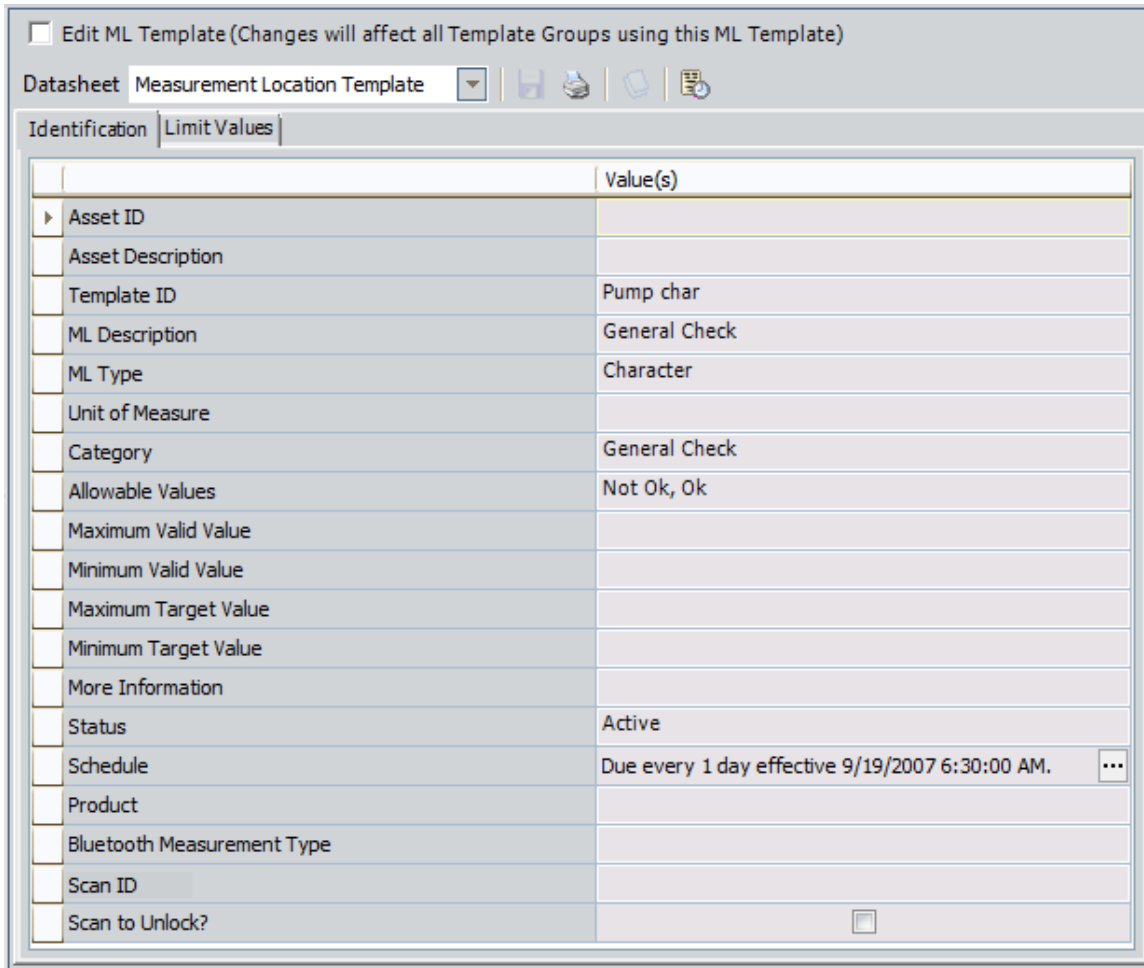 Edit ML Template (Changes will affect all Template Groups using this ML Template)
Datasheet Measurement Location Template
Identification Limit Values
Value(s)
Asset ID
Asset Description
Template ID Pump char
ML Description General Check
ML Type Character
Unit of Measure
Category General Check
Allowable Values Not Ok, Ok
Maximum Valid Value
Minimum Valid Value
Maximum Target Value
Minimum Target Value
More Information
Status Active
Schedule Due every 1 day effective 9/19/2007 6:30:00 AM. ...
Product
Bluetooth Measurement Type
Scan ID
Scan to Unlock?